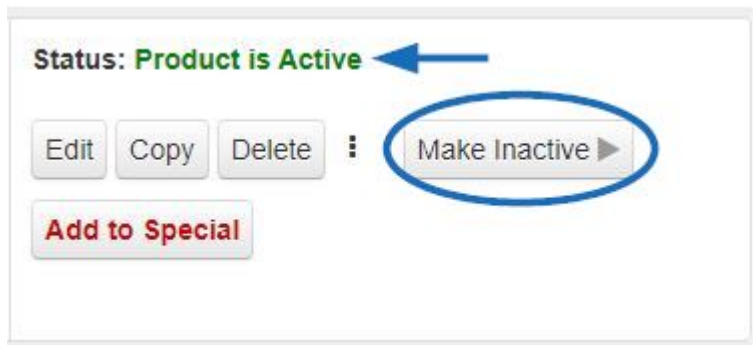 Status: Product is Active
Edit Copy Delete Make Inactive
Add to Special